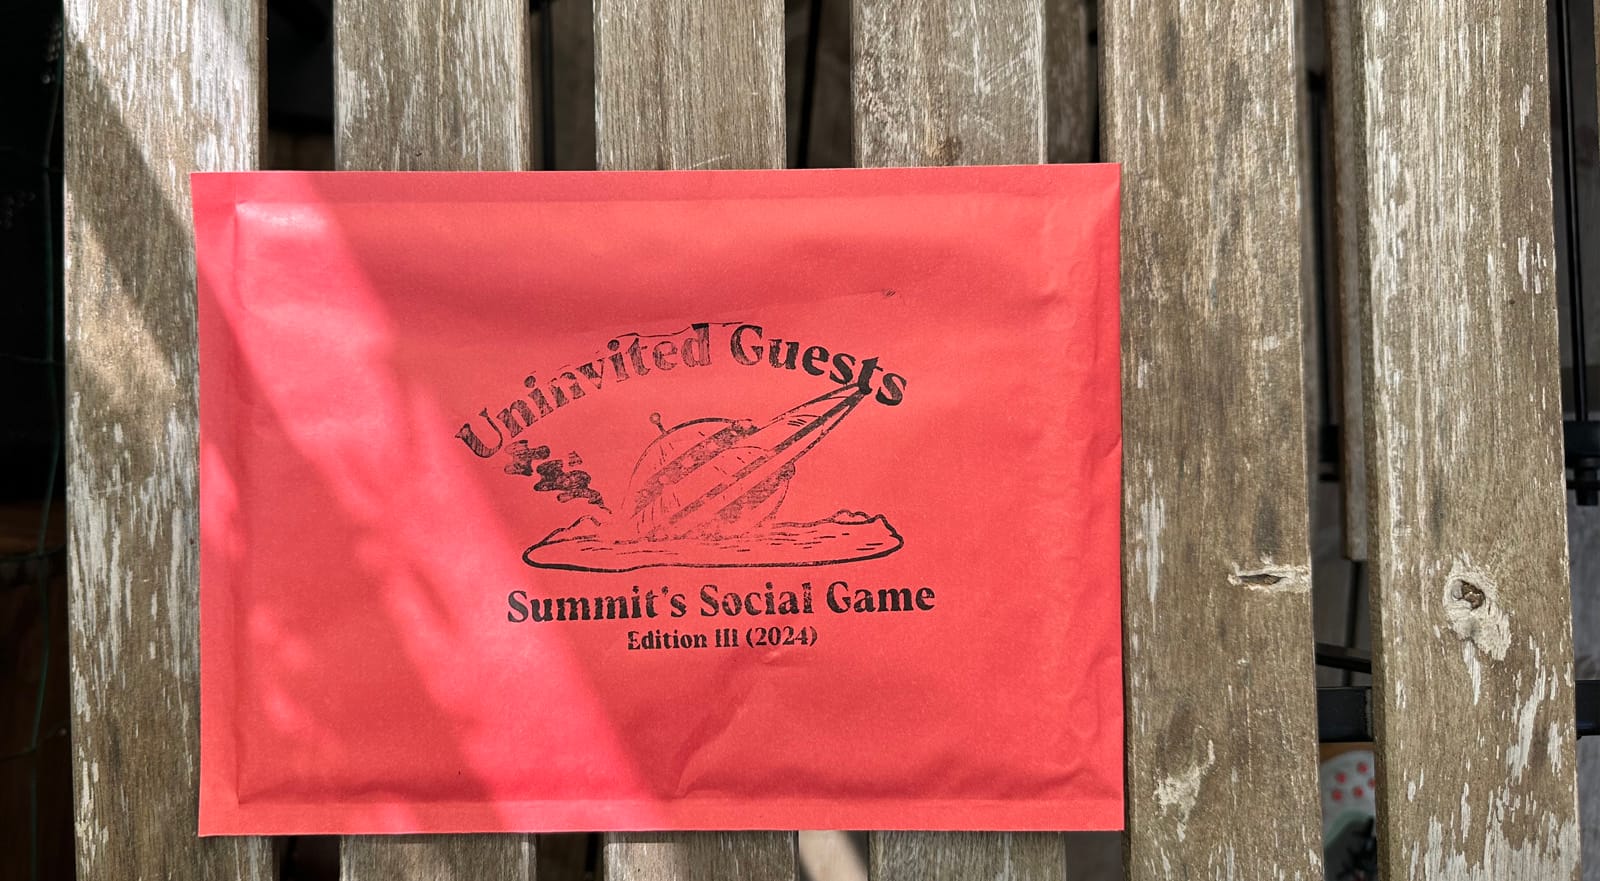 Uninvited Guests
Summit's Social Game
Edition III (2024)